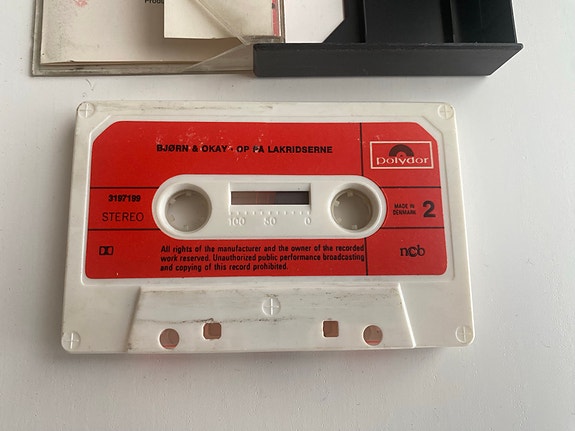 Produ
BJØRN & OKAY - OP PÅ LAKRIDSERNE
polydor
3197199
STEREO
100 50 0
MADE IN
DENMARK
2
All rights of the manufacturer and the owner of the recorded
work reserved. Unauthorized public performance broadcasting
and copying of this record prohibited.
ncb